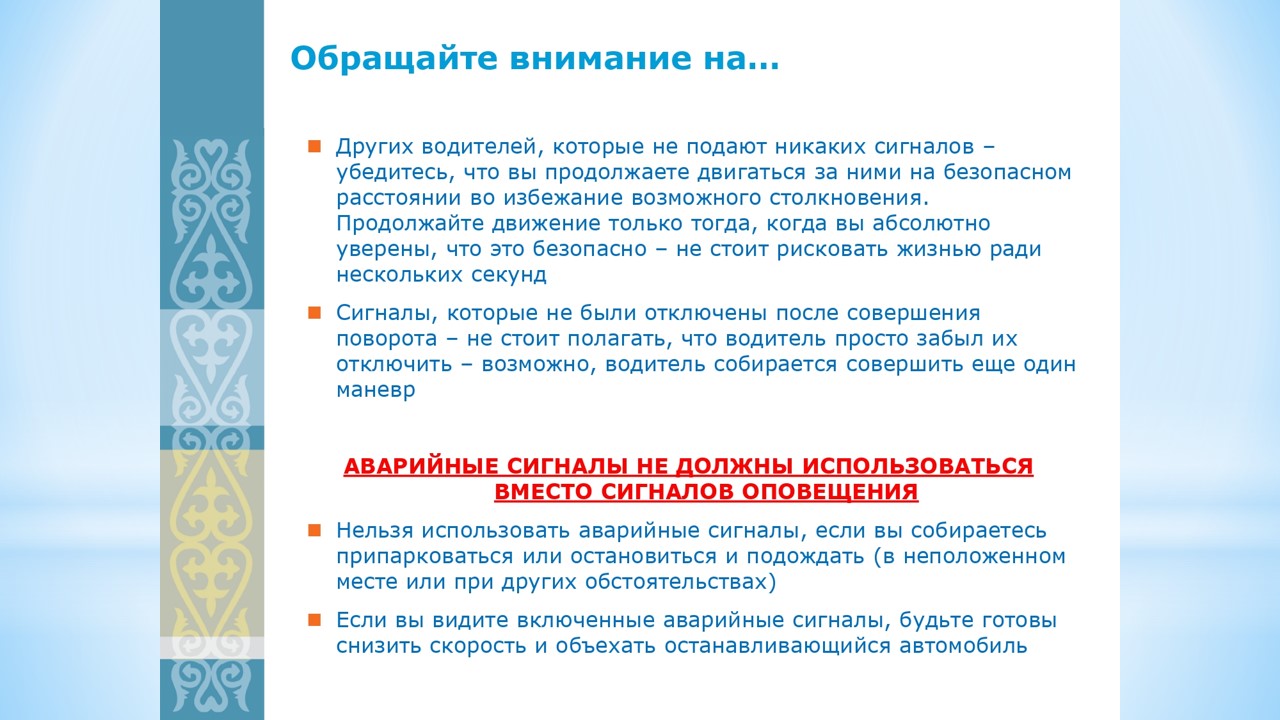 Обращайте внимание на…
Других водителей, которые не подают никаких сигналов –
убедитесь, что вы продолжаете двигаться за ними на безопасном
расстоянии во избежание возможного столкновения.
Продолжайте движение только тогда, когда вы абсолютно
уверены, что это безопасно – не стоит рисковать жизнью ради
нескольких секунд
Сигналы, которые не были отключены после совершения
поворота – не стоит полагать, что водитель просто забыл их
отключить – возможно, водитель собирается совершить еще один
маневр
АВАРИЙНЫЕ СИГНАЛЫ НЕ ДОЛЖНЫ ИСПОЛЬЗОВАТЬСЯ
ВМЕСТО СИГНАЛОВ ОПОВЕЩЕНИЯ
Нельзя использовать аварийные сигналы, если вы собираетесь
припарковаться или остановиться и подождать (в неположенном
месте или при других обстоятельствах)
Если вы видите включенные аварийные сигналы, будьте готовы
снизить скорость и объехать останавливающийся автомобиль